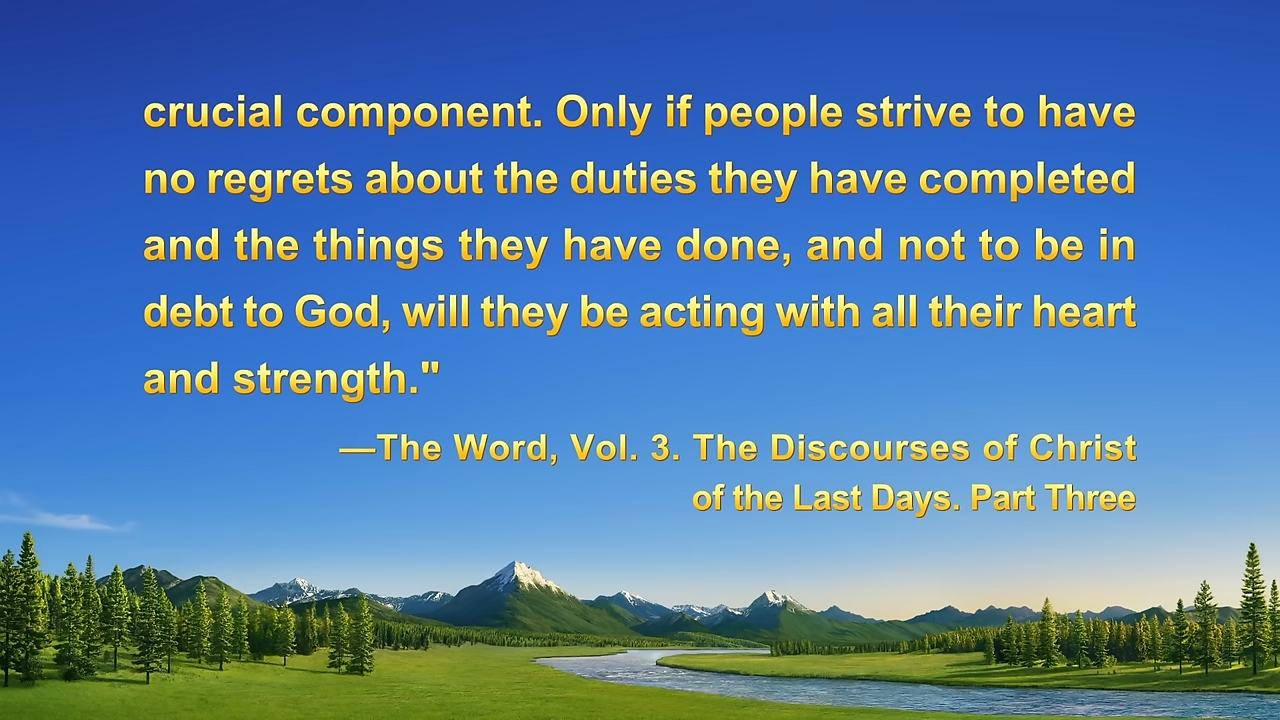 crucial component. Only if people strive to have
no regrets about the duties they have completed
and the things they have done, and not to be in
debt to God, will they be acting with all their heart
and strength."
—The Word, Vol. 3. The Discourses of Christ
of the Last Days. Part Three